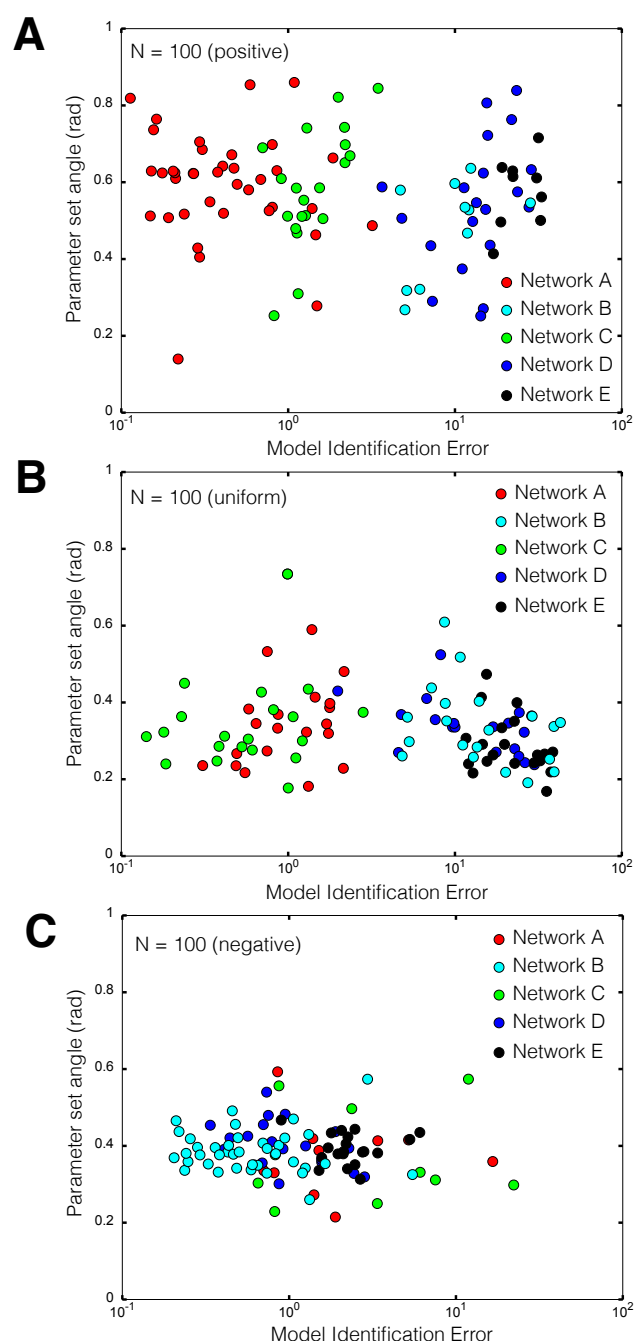 A
N = 100 (positive)
Parameter set angle (rad)
1
0.8
0.6
0.4
0.2
0
10-1
100
101
102
Model Identification Error
Network A
Network B
Network C
Network D
Network E
B
N = 100 (uniform)
Parameter set angle (rad)
1
0.8
0.6
0.4
0.2
0
10-1
100
101
102
Model Identification Error
Network A
Network B
Network C
Network D
Network E
C
N = 100 (negative)
Parameter set angle (rad)
1
0.8
0.6
0.4
0.2
0
10-1
100
101
102
Model Identification Error
Network A
Network B
Network C
Network D
Network E